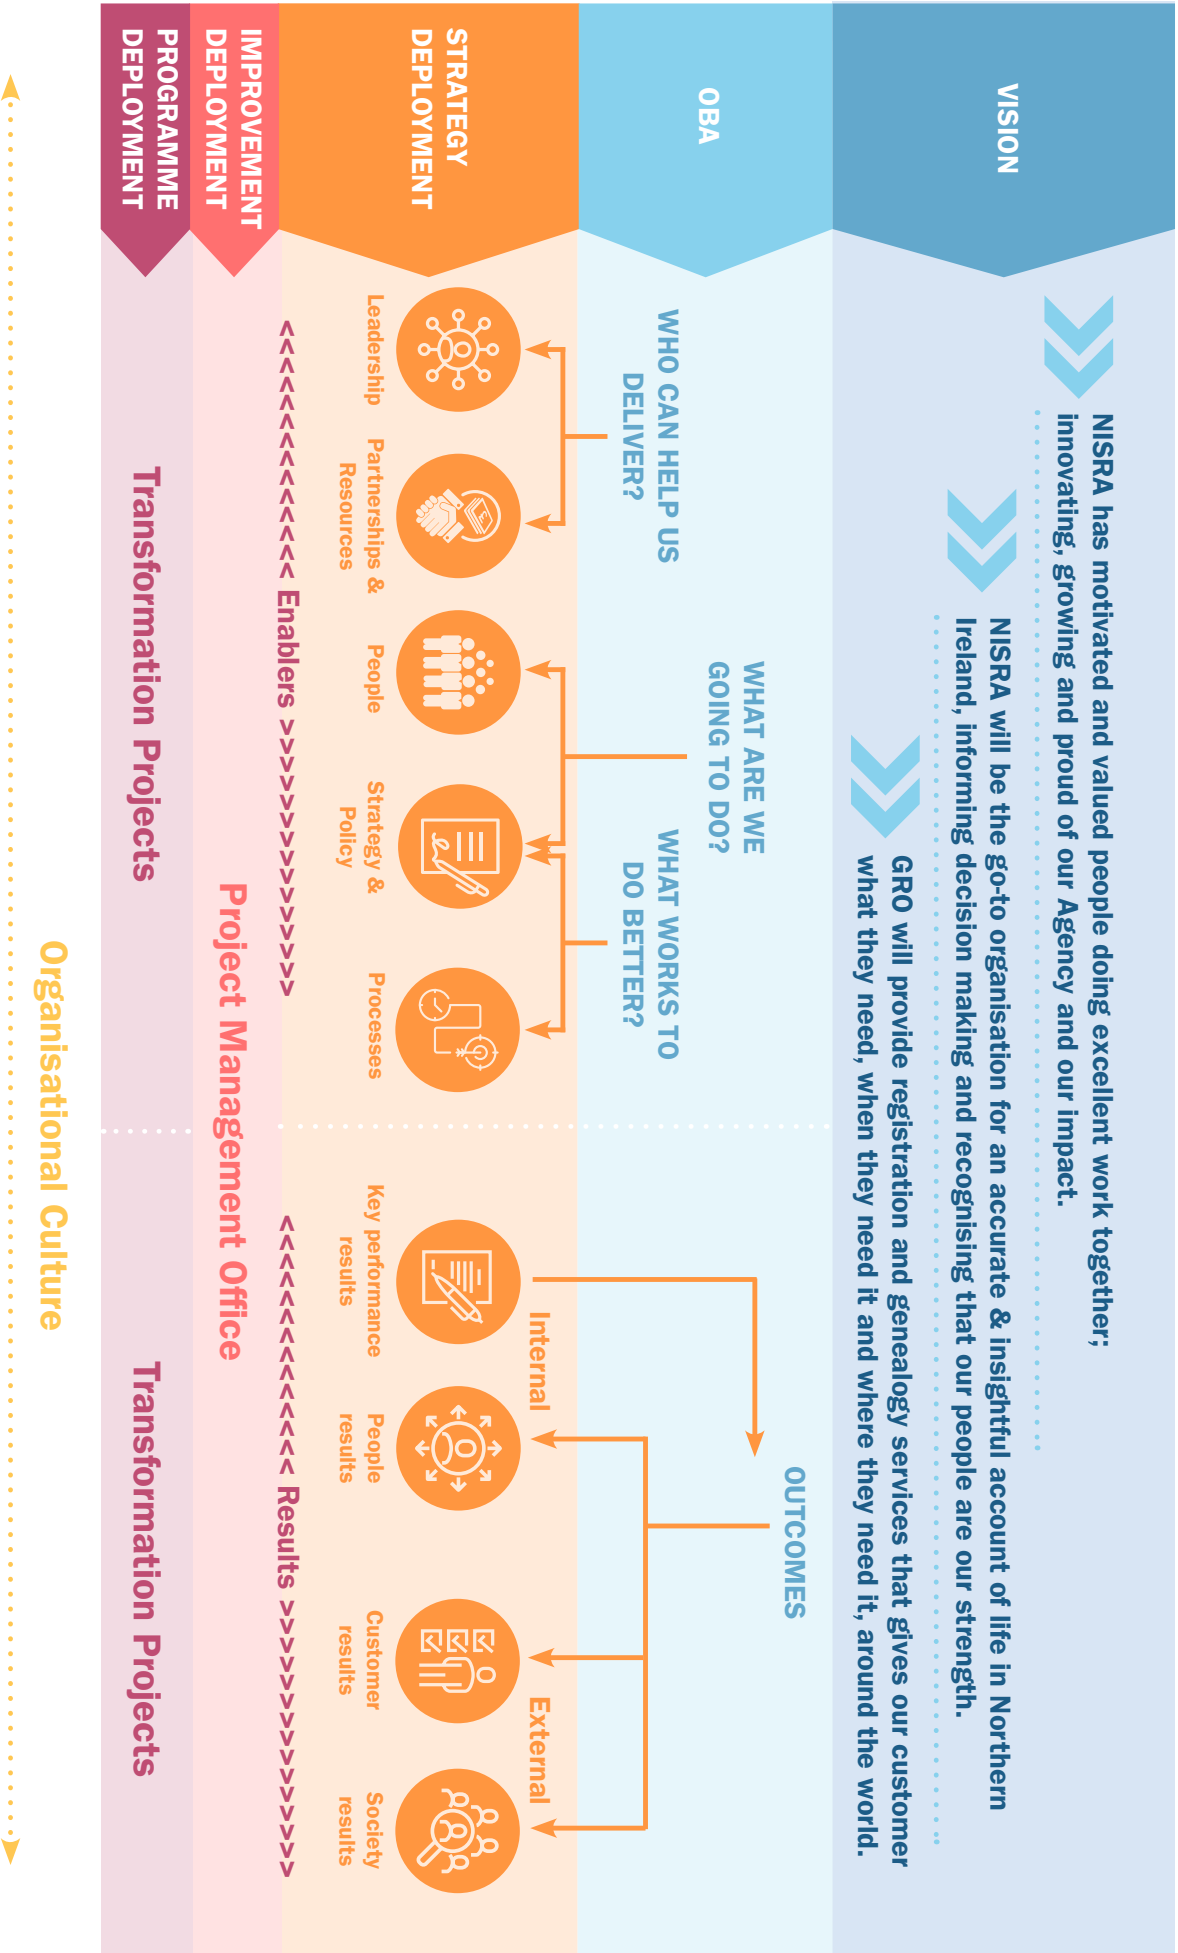 VISION
NISRA has motivated and valued people doing excellent work together;
innovating, growing and proud of our Agency and our impact.
NISRA will be the go-to organisation for an accurate & insightful account of life in Northern
Ireland, informing decision making and recognising that our people are our strength.
GRO will provide registration and genealogy services that gives our customer
what they need, when they need it and where they need it, around the world.
OBA
WHO CAN HELP US
DELIVER?
WHAT ARE WE
GOING TO DO?
WHAT WORKS TO
DO BETTER?
OUTCOMES
STRATEGY
DEPLOYMENT
Internal
External
Leadership
Partnerships &
Resources
People
Strategy &
Policy
Processes
Key performance
results
People
results
Customer
results
Society
results
<<<<<<<<<<<<<< Enablers >>>>>>>>>>>>>>>
<<<<<<<<<<<<<< Results >>>>>>>>>>>>>>>
IMPROVEMENT
DEPLOYMENT
Project Management Office
PROGRAMME
DEPLOYMENT
Transformation Projects
Transformation Projects
Organisational Culture